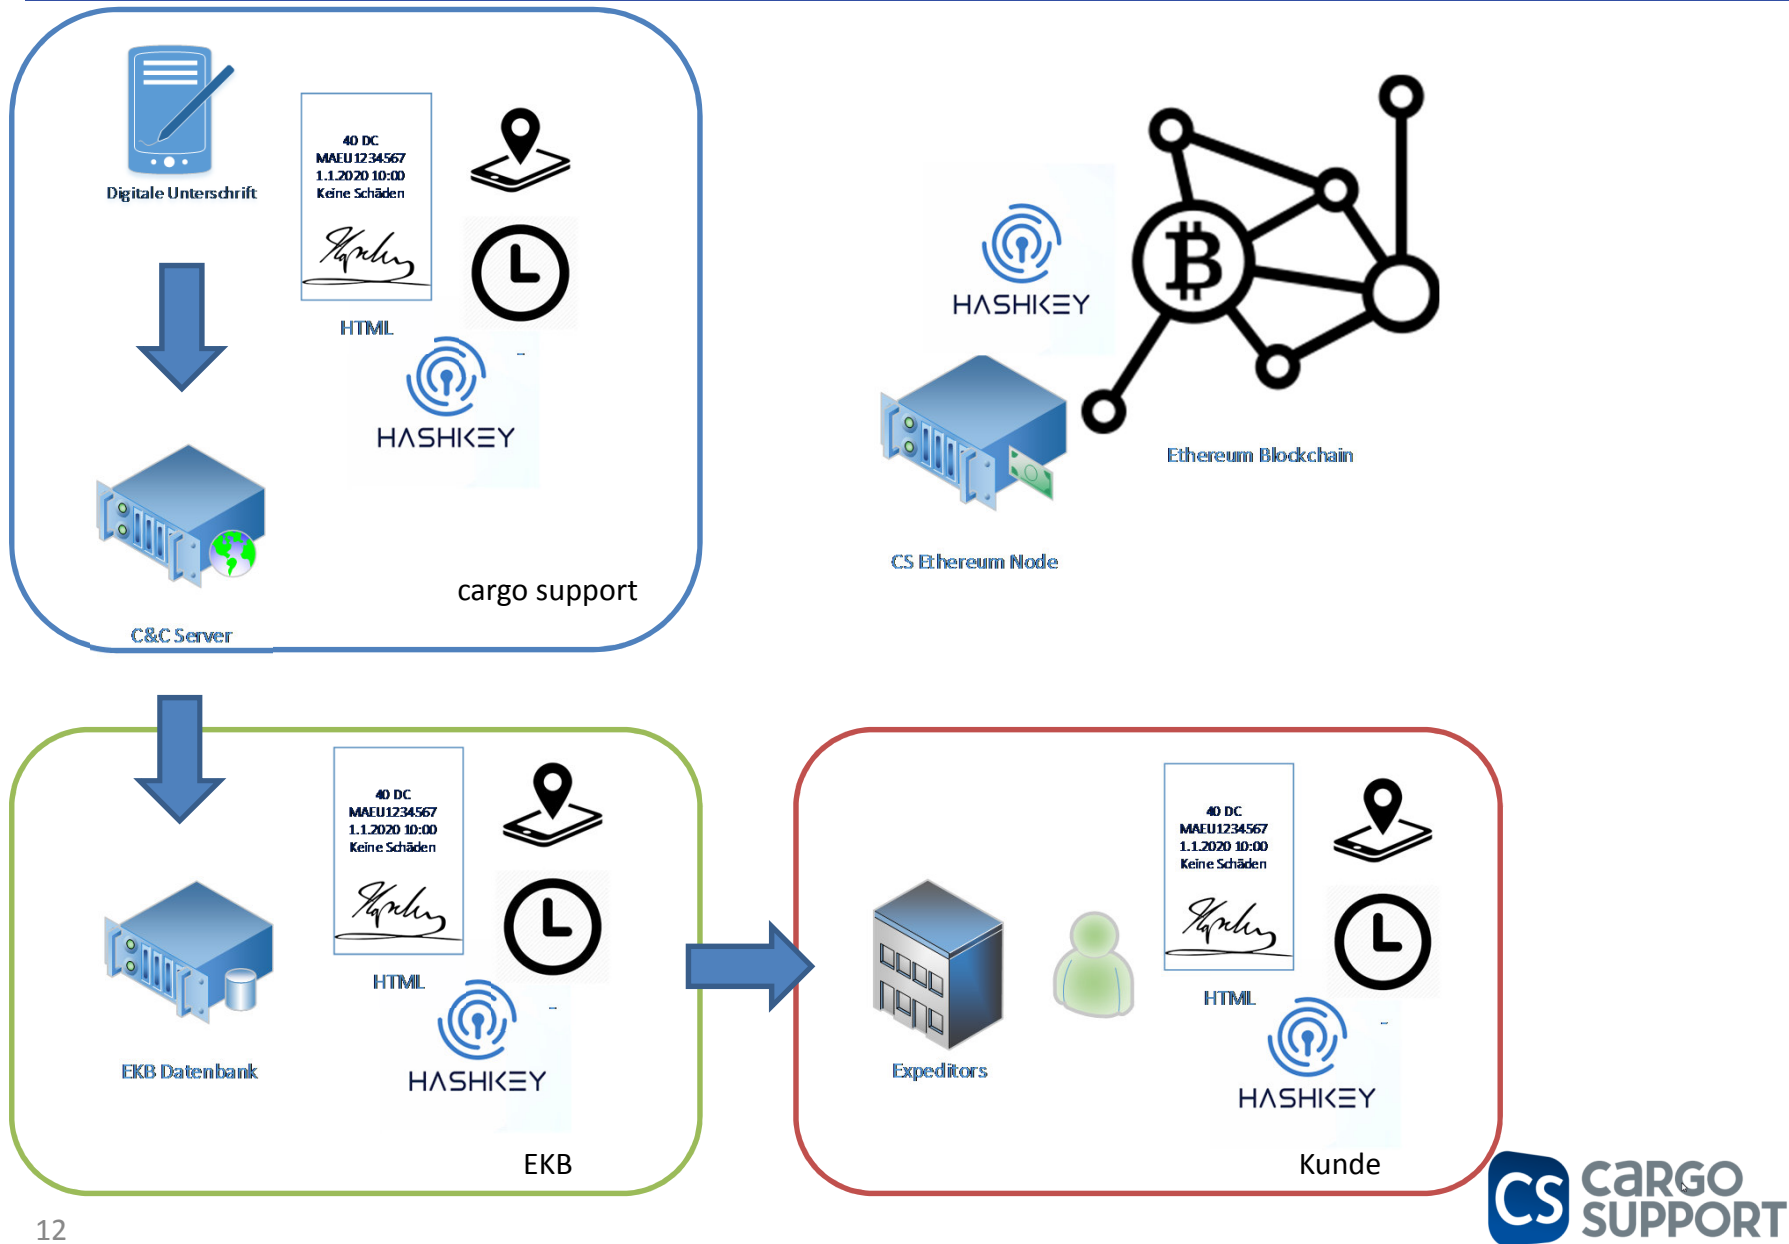 Digitale Unterschrift
40 DC
MAEU1234567
1.1.2020 10:00
Keine Schäden
HTML
HASHKEY
C&C Server
cargo support
HASHKEY
B
Ethereum Blockchain
CS Ethereum Node
40 DC
MAEU1234567
1.1.2020 10:00
Keine Schäden
HTML
HASHKEY
EKB Datenbank
EKB
Expeditors
40 DC
MAEU1234567
1.1.2020 10:00
Keine Schäden
HTML
HASHKEY
Kunde
12
CS CARGO
SUPPORT